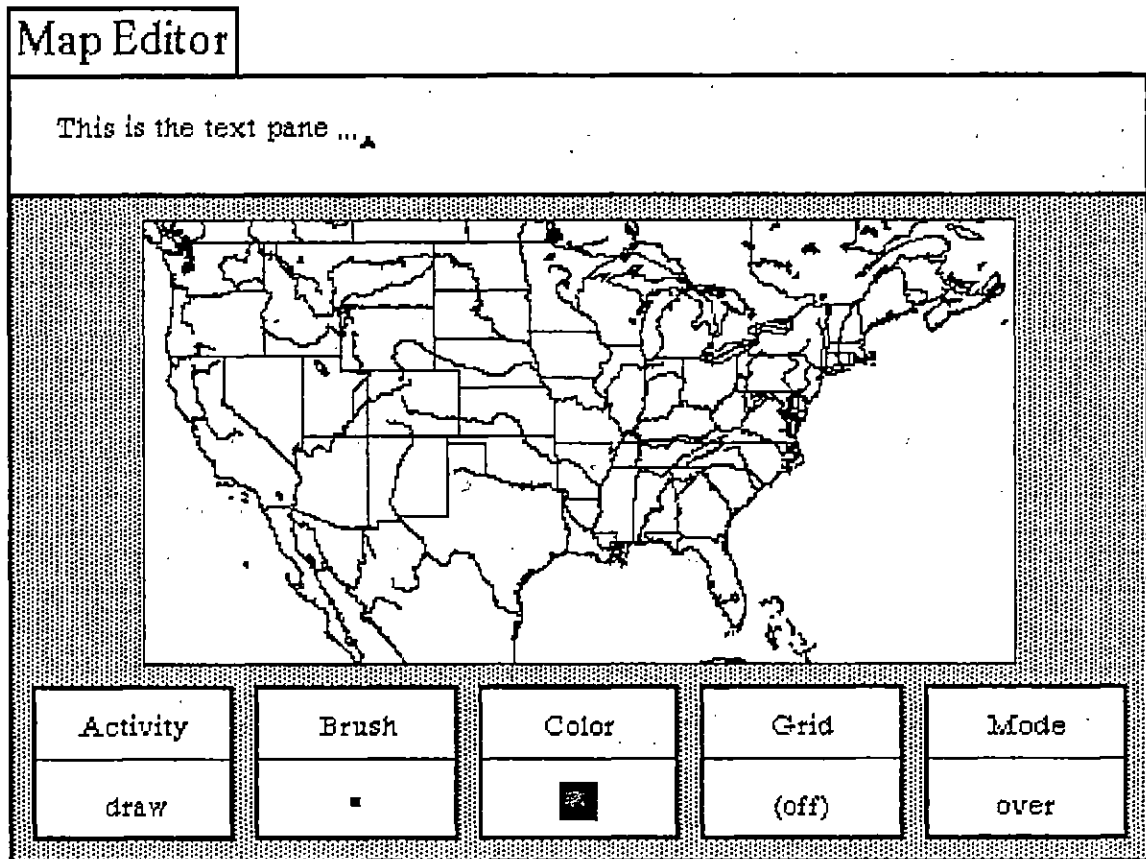 Map Editor
This is the text pane ...
Activity
Brush
Color
Grid
Mode
draw
(off)
over